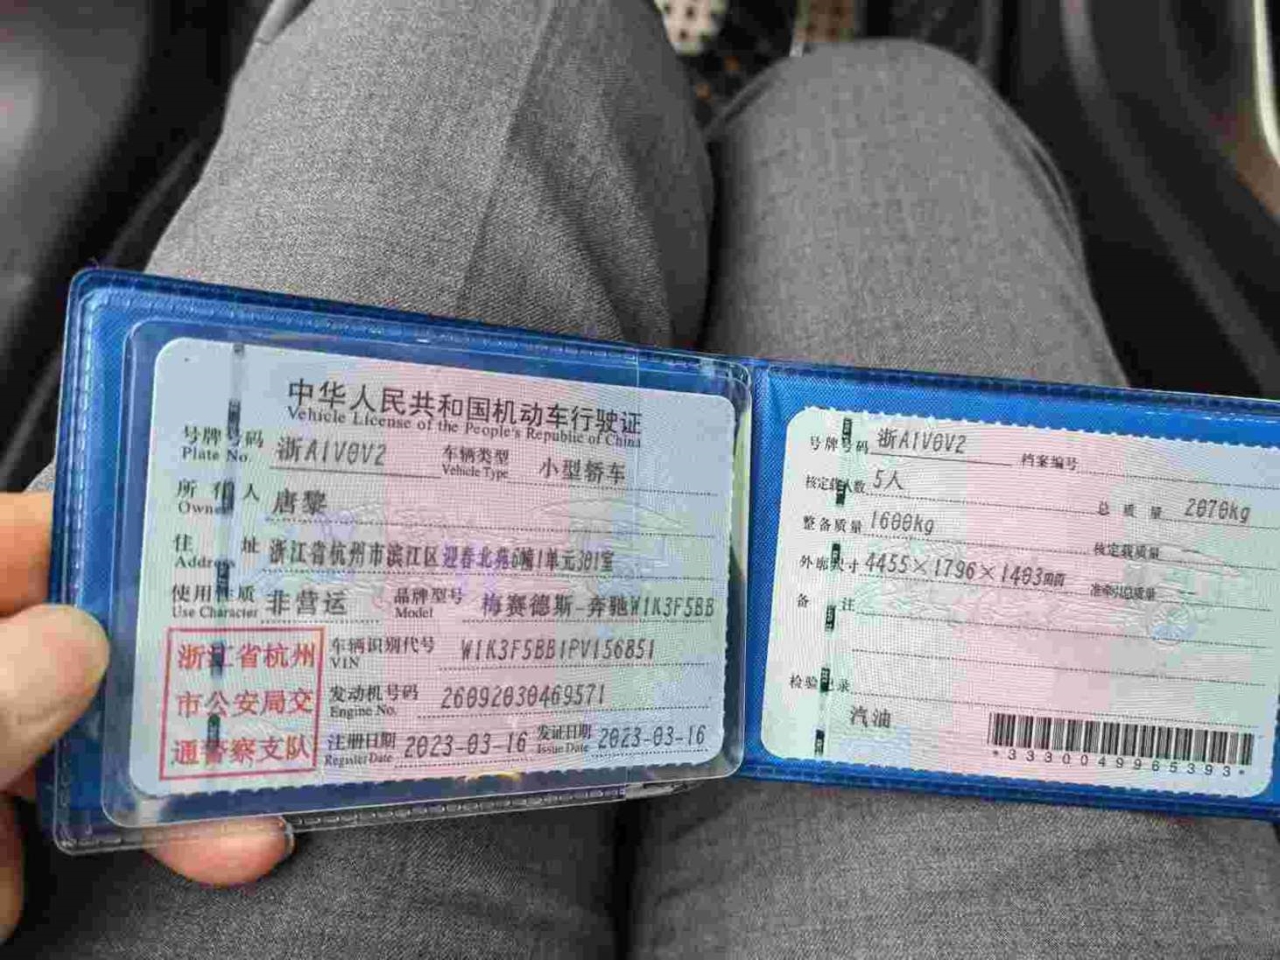 中华人民共和国机动车行驶证
Vehicle License of the People's Republic of China
号牌号码 浙A1V0V2 车辆类型 小型轿车
Plate No. Vehicle Type
所有人 唐黎
Owner
住址 浙江省杭州市滨江区迎春北苑6幢1单元301室
Address
使用性质 非营运 品牌型号 梅赛德斯-奔驰W1K3F5BB
Use Character Model
浙江省杭州
市公安局交
通警察支队
车辆识别代号 W1K3F5BB1PV156851
VIN
发动机号码 26092030469571
Engine No.
注册日期 2023-03-16 发证日期 2023-03-16
Register Date Issue Date
号牌号码 浙A1V0V2 档案编号
核定载人数 5人 总质量 2070kg
整备质量 1600kg 核定载质量 --
外廓尺寸 4455×1796×1403mm 准牵引总质量 --
备注
检验记录
汽油
*3330049965393*